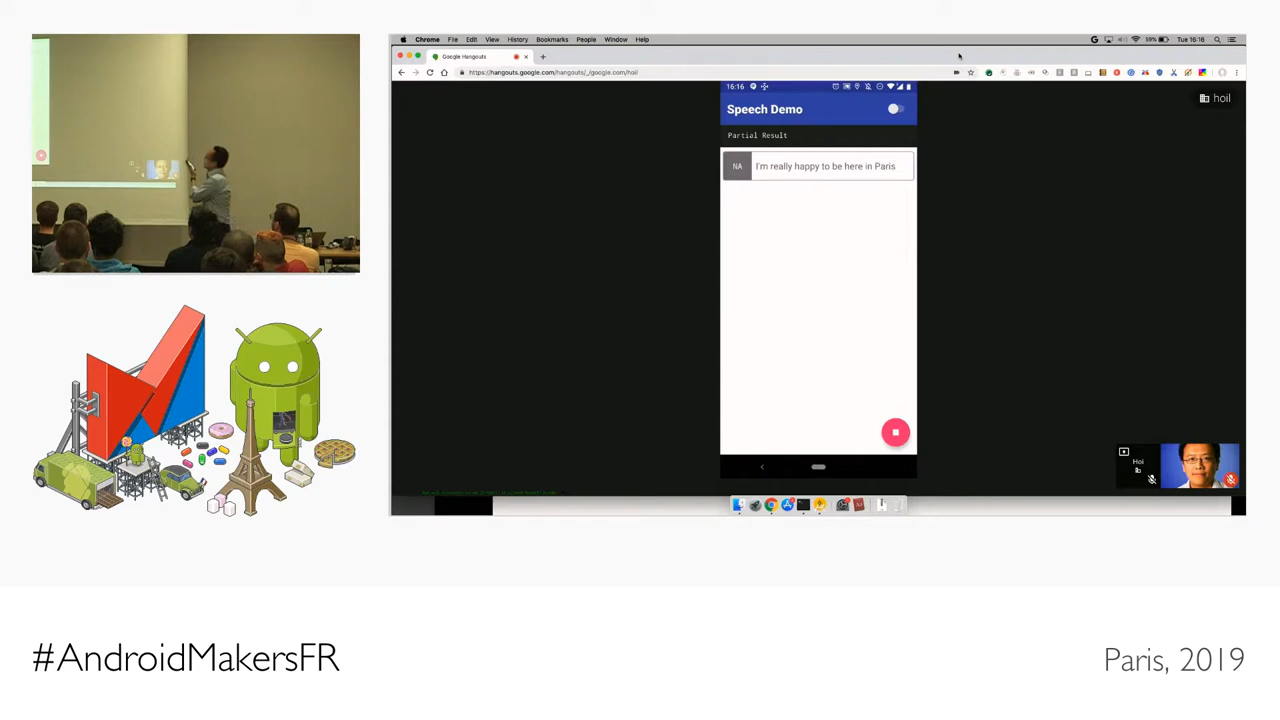 Chrome File Edit View History Bookmarks People Window Help
59% Tue 16:16
Google Hangouts
https://hangouts.google.com/hangouts/_/google.com/hoil
16:16
hoil
Speech Demo
Partial Result
NA I'm really happy to be here in Paris
Hoi
#AndroidMakersFR
Paris, 2019